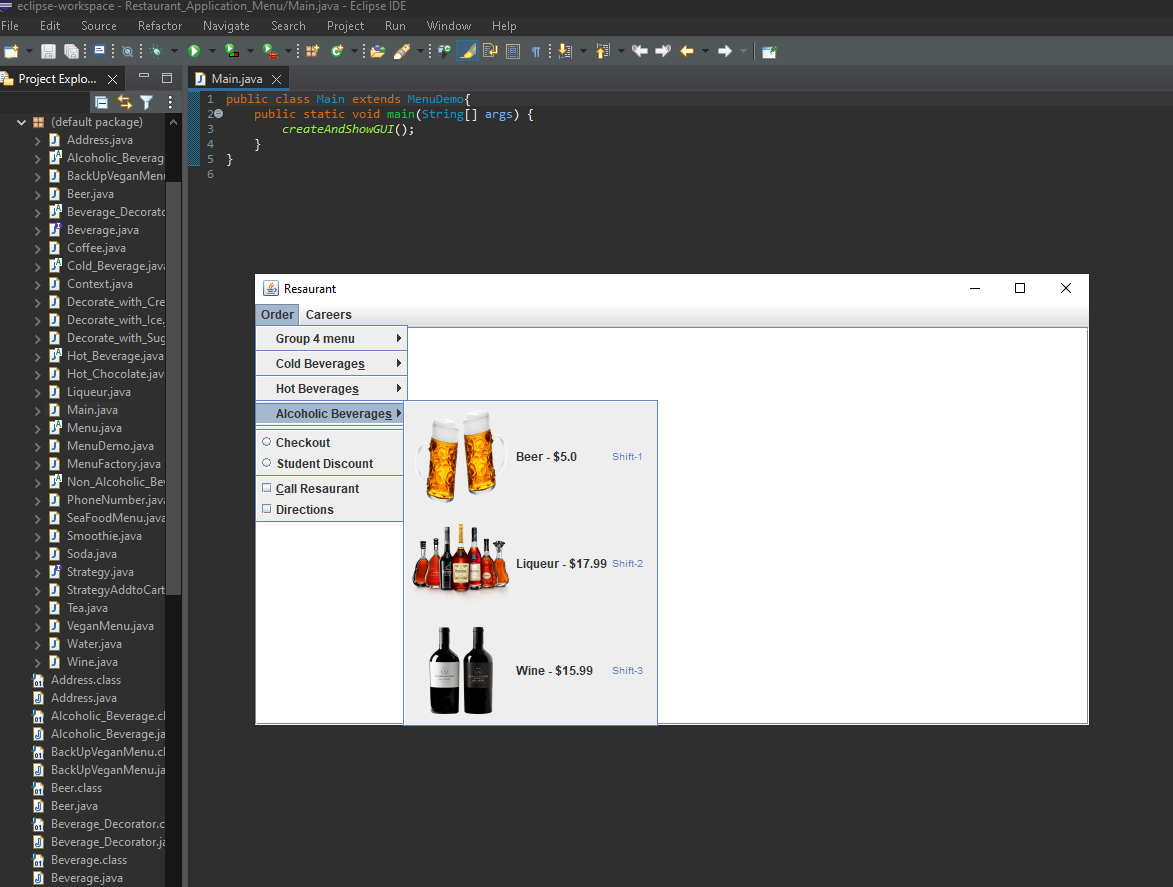 eclipse-workspace - Restaurant_Application_Menu/Main.java - Eclipse IDE
File Edit Source Refactor Navigate Search Project Run Window Help
Project Explo...
Main.java
(default package)
Address.java
Alcoholic_Beverag
BackUpVeganMenu
Beer.java
Beverage_Decorato
Beverage.java
Coffee.java
Cold_Beverage.java
Context.java
Decorate_with_Cre
Decorate_with_Ice.
Decorate_with_Sug
Hot_Beverage.java
Hot_Chocolate.java
Liqueur.java
Main.java
Menu.java
MenuDemo.java
MenuFactory.java
Non_Alcoholic_Bev
PhoneNumber.java
SeaFoodMenu.java
Smoothie.java
Soda.java
Strategy.java
StrategyAddtoCart
Tea.java
VeganMenu.java
Water.java
Wine.java
Address.class
Address.java
Alcoholic_Beverage.cl
Alcoholic_Beverage.ja
BackUpVeganMenu.cl
BackUpVeganMenu.ja
Beer.class
Beer.java
Beverage_Decorator.c
Beverage_Decorator.ja
Beverage.class
Beverage.java
1 public class Main extends MenuDemo{
2 public static void main(String[] args) {
3 createAndShowGUI();
4 }
5 }
6
Resaurant
Order Careers
Group 4 menu
Cold Beverages
Hot Beverages
Alcoholic Beverages
Checkout
Student Discount
Call Resaurant
Directions
Beer - $5.0 Shift-1
Liqueur - $17.99 Shift-2
Wine - $15.99 Shift-3